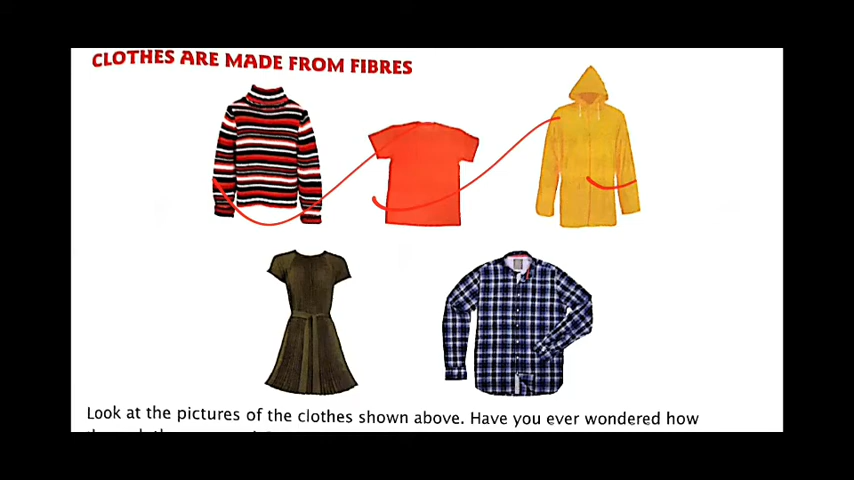 CLOTHES ARE MADE FROM FIBRES
Look at the pictures of the clothes shown above. Have you ever wondered how